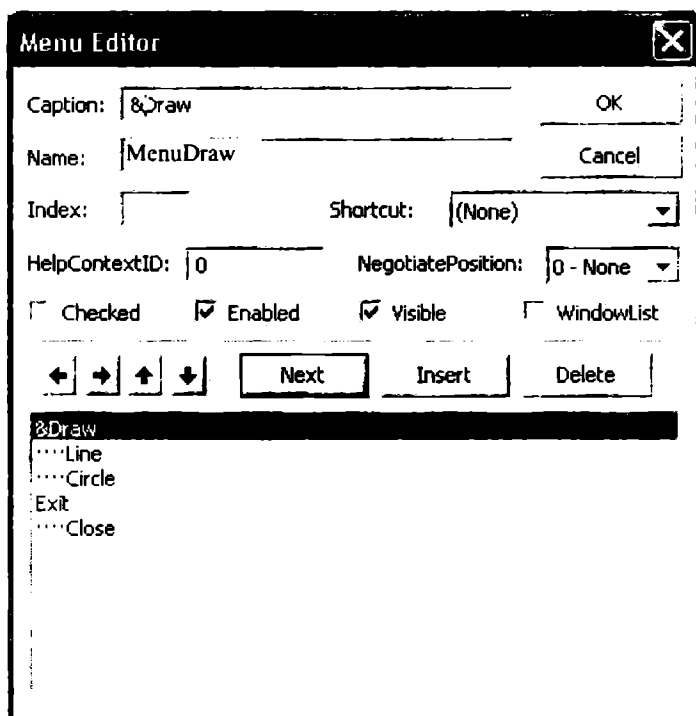 Menu Editor
Caption: &Draw OK
Name: MenuDraw Cancel
Index: Shortcut: (None)
HelpContextID: 0 NegotiatePosition: 0 - None
Checked Enabled Visible WindowList
Next Insert Delete
&Draw
····Line
····Circle
Exit
····Close